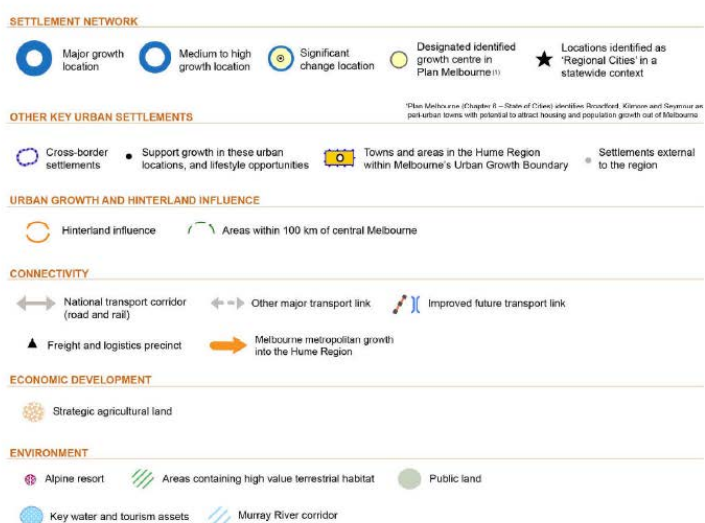 SETTLEMENT NETWORK
Major growth
location
Medium to high
growth location
Significant
change location
Designated identified
growth centre in
Plan Melbourne (1)
Locations identified as
'Regional Cities' in a
statewide context
'Plan Melbourne (Chapter 6 – State of Cities) identifies Broadford, Kilmore and Seymour as
peri-urban towns with potential to attract housing and population growth out of Melbourne
OTHER KEY URBAN SETTLEMENTS
Cross-border
settlements
Support growth in these urban
locations, and lifestyle opportunities
Towns and areas in the Hume Region
within Melbourne's Urban Growth Boundary
Settlements external
to the region
URBAN GROWTH AND HINTERLAND INFLUENCE
Hinterland influence
Areas within 100 km of central Melbourne
CONNECTIVITY
National transport corridor
(road and rail)
Other major transport link
Improved future transport link
Freight and logistics precinct
Melbourne metropolitan growth
into the Hume Region
ECONOMIC DEVELOPMENT
Strategic agricultural land
ENVIRONMENT
Alpine resort
Areas containing high value terrestrial habitat
Public land
Key water and tourism assets
Murray River corridor